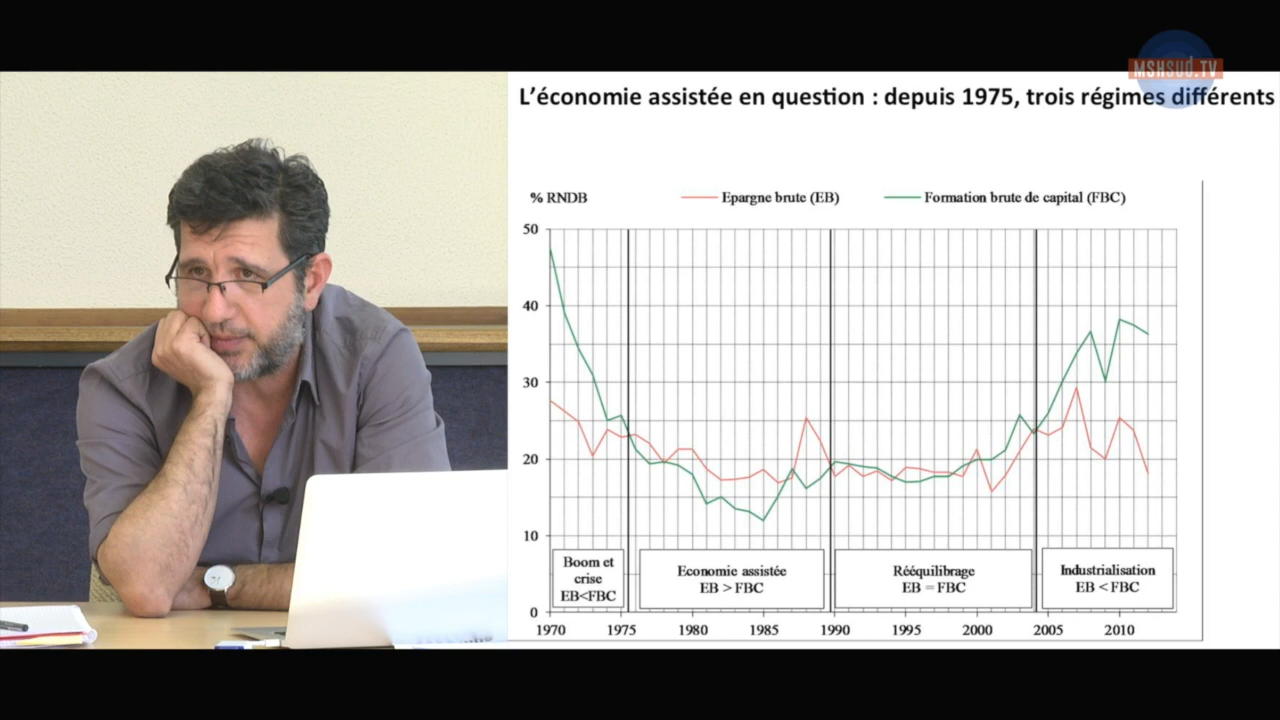 MSHSUD.TV
L'économie assistée en question : depuis 1975, trois régimes différents
% RNDB
Epargne brute (EB)
Formation brute de capital (FBC)
50
40
30
20
10
0
Boom et
crise
EB<FBC
Economie assistée
EB > FBC
Rééquilibrage
EB = FBC
Industrialisation
EB < FBC
1970 1975 1980 1985 1990 1995 2000 2005 2010